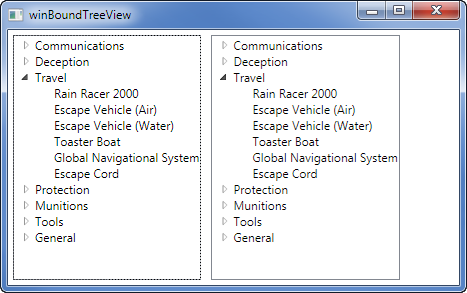 winBoundTreeView
Communications
Deception
Travel
Rain Racer 2000
Escape Vehicle (Air)
Escape Vehicle (Water)
Toaster Boat
Global Navigational System
Escape Cord
Protection
Munitions
Tools
General
Communications
Deception
Travel
Rain Racer 2000
Escape Vehicle (Air)
Escape Vehicle (Water)
Toaster Boat
Global Navigational System
Escape Cord
Protection
Munitions
Tools
General